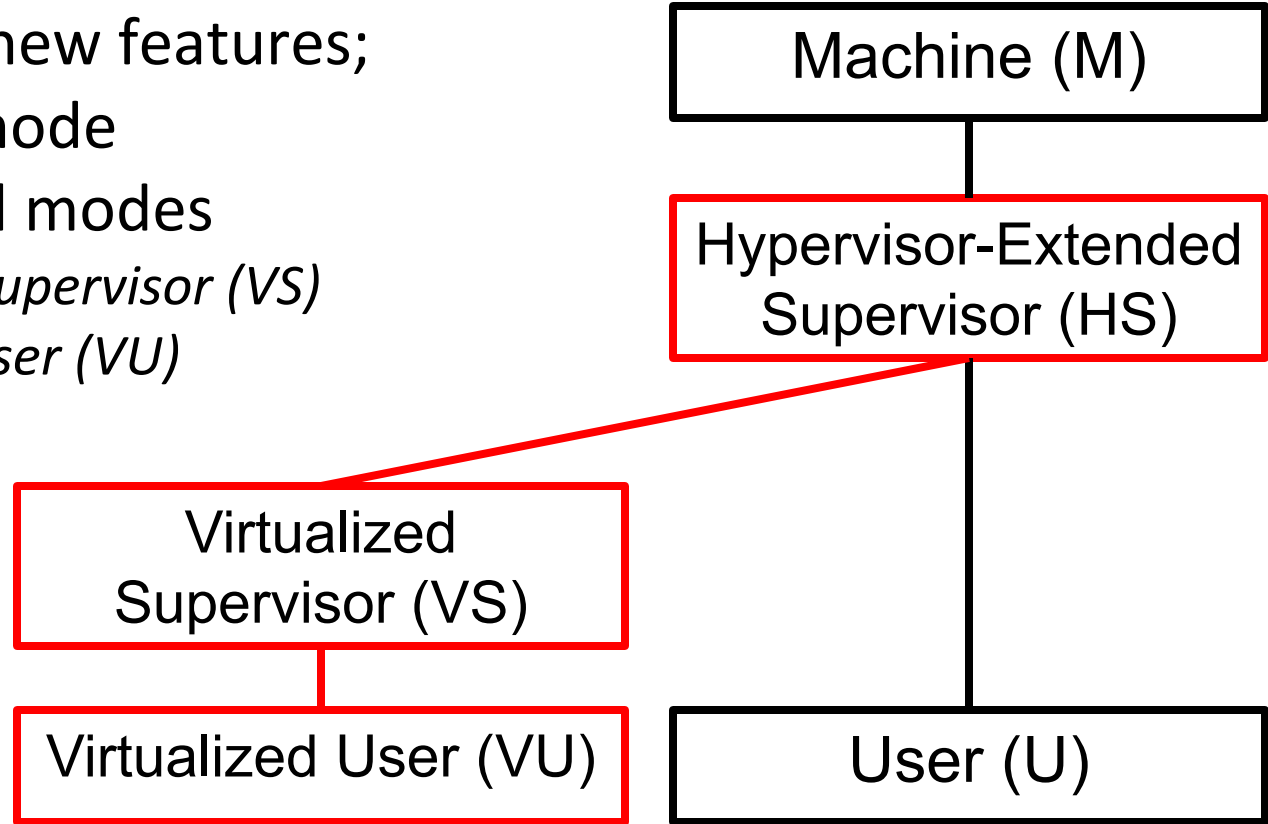 new features;
mode
modes
upervisor (VS)
ser (VU)
Machine (M)
Hypervisor-Extended
Supervisor (HS)
Virtualized
Supervisor (VS)
Virtualized User (VU)
User (U)